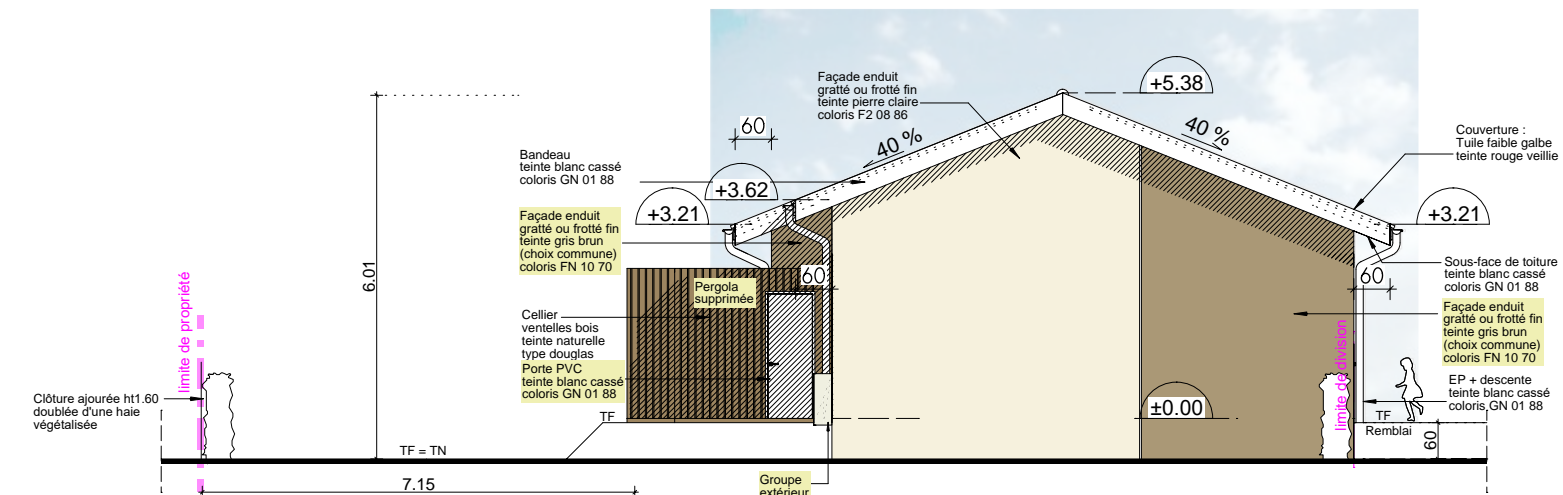 +5.38
Façade enduit
gratté ou frotté fin
teinte pierre claire
coloris F2 08 86
60
40 %
40 %
Couverture :
Tuile faible galbe
teinte rouge veillie
Bandeau
teinte blanc cassé
coloris GN 01 88
+3.62
+3.21
+3.21
Façade enduit
gratté ou frotté fin
teinte gris brun
(choix commune)
coloris FN 10 70
6.01
limite de propriété
60
Pergola
supprimée
60
Sous-face de toiture
teinte blanc cassé
coloris GN 01 88
Cellier
ventelles bois
teinte naturelle
type douglas
Porte PVC
teinte blanc cassé
coloris GN 01 88
Façade enduit
gratté ou frotté fin
teinte gris brun
(choix commune)
coloris FN 10 70
limite de division
Clôture ajourée ht1.60
doublée d'une haie
végétalisée
EP + descente
teinte blanc cassé
coloris GN 01 88
TF
±0.00
TF
Remblai
60
TF = TN
7.15
Groupe
extérieur